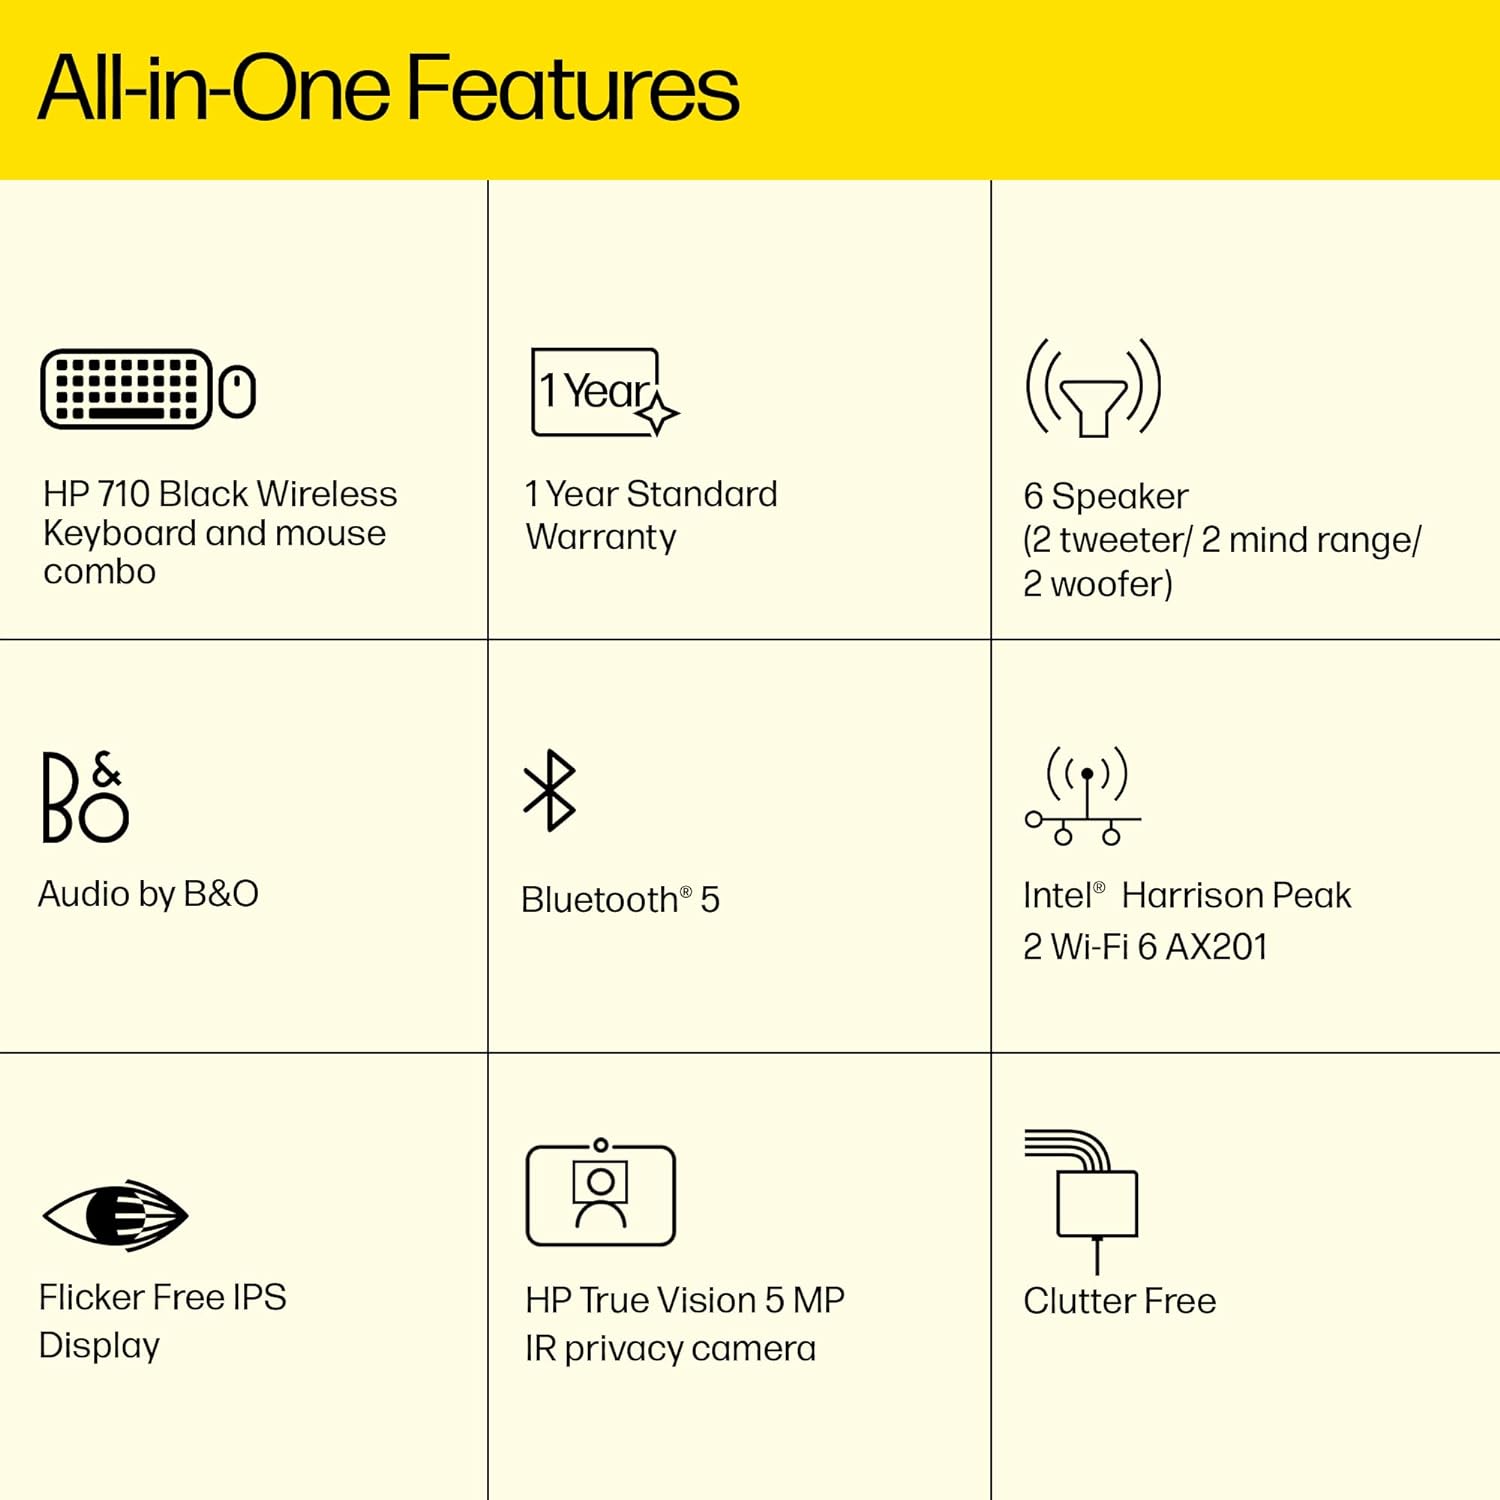 All-in-One Features
HP 710 Black Wireless
Keyboard and mouse
combo
1 Year
1 Year Standard
Warranty
6 Speaker
(2 tweeter/ 2 mind range/
2 woofer)
B&O
Audio by B&O
Bluetooth® 5
Intel® Harrison Peak
2 Wi-Fi 6 AX201
Flicker Free IPS
Display
HP True Vision 5 MP
IR privacy camera
Clutter Free